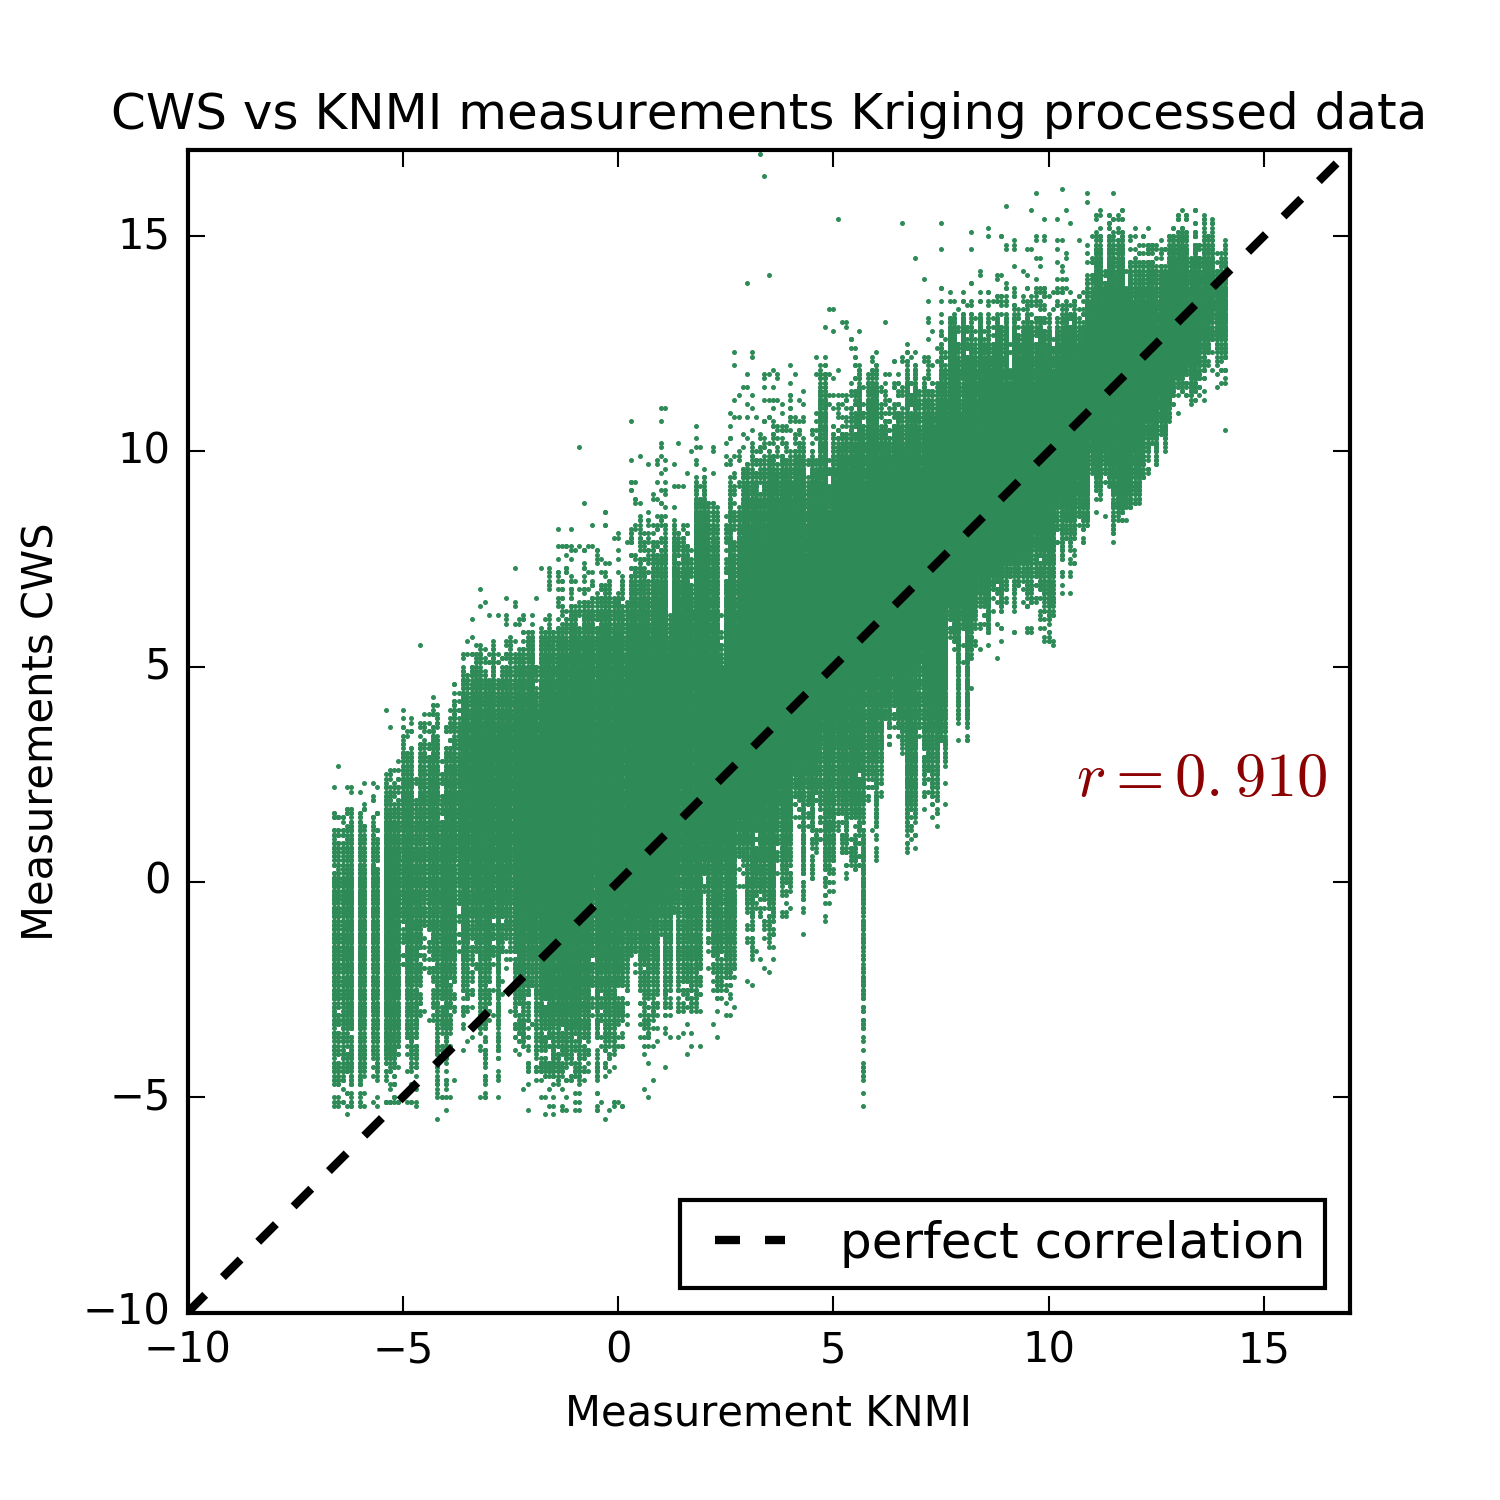 CWS vs KNMI measurements Kriging processed data
15
10
5
0
−5
−10
Measurements CWS
r = 0.910
perfect correlation
−10 −5 0 5 10 15
Measurement KNMI